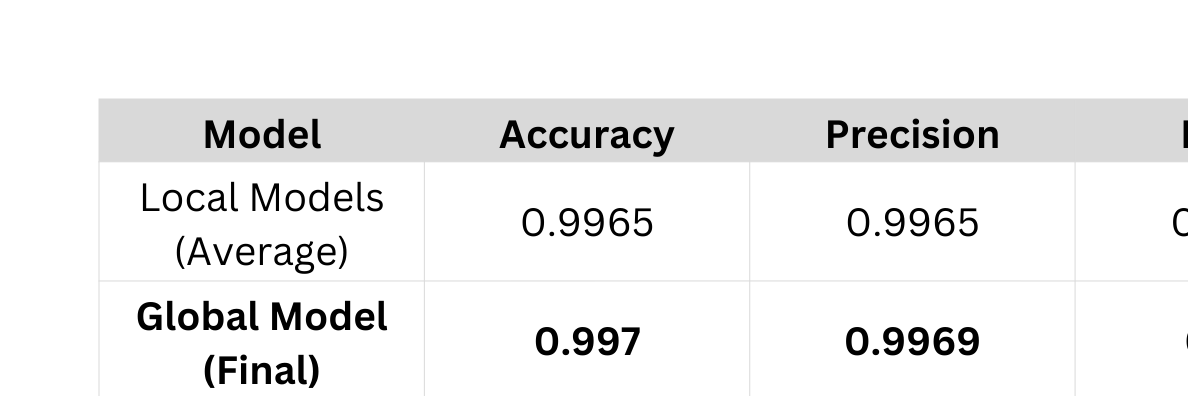 Model Accuracy Precision
Local Models
(Average) 0.9965 0.9965
Global Model
(Final) 0.997 0.9969